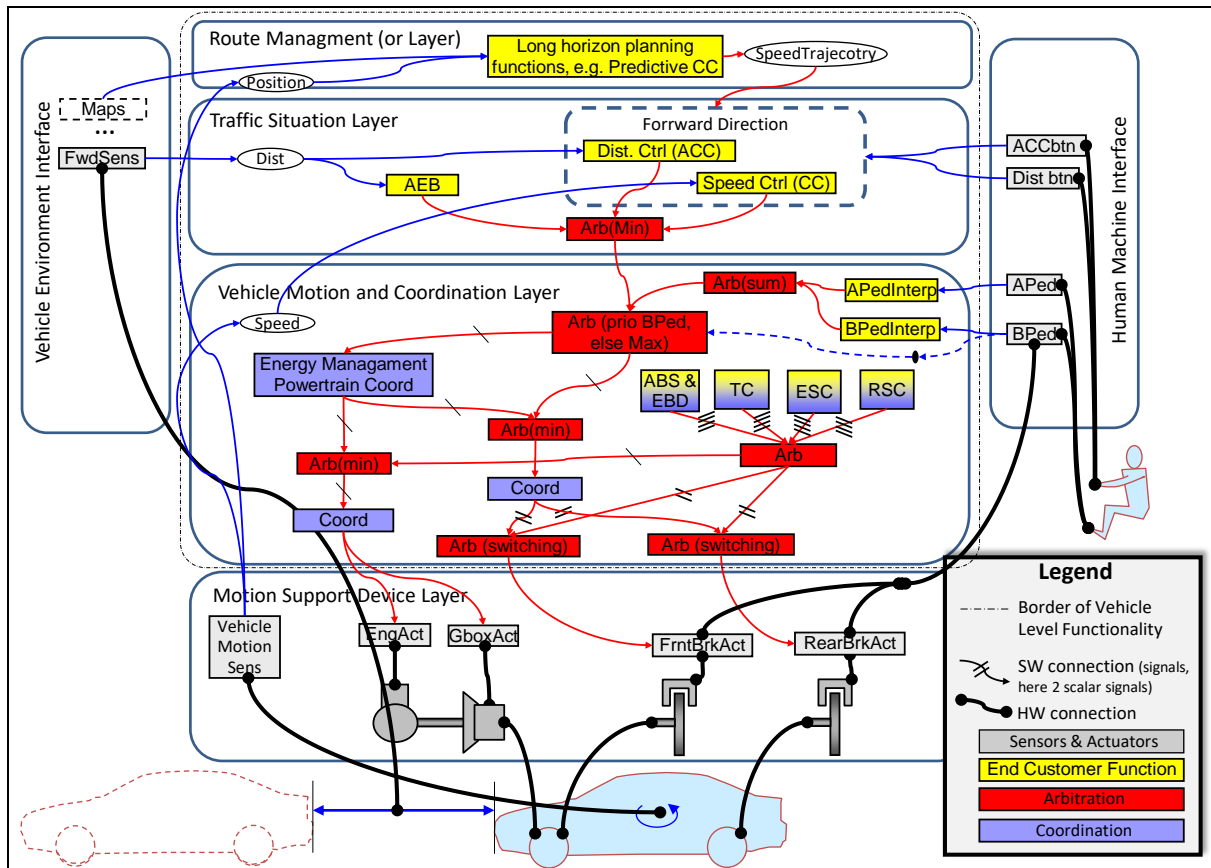 Route Managment (or Layer)
Long horizon planning
functions, e.g. Predictive CC
SpeedTrajecotry
Position
Vehicle Environment Interface
Maps
...
FwdSens
Traffic Situation Layer
Forrward Direction
Dist
Dist. Ctrl (ACC)
AEB
Speed Ctrl (CC)
Arb(Min)
Human Machine Interface
ACCbtn
Dist btn
APed
BPed
Vehicle Motion and Coordination Layer
Speed
Arb(sum)
APedInterp
BPedInterp
Arb (prio BPed,
else Max)
Energy Managament
Powertrain Coord
ABS &
EBD
TC
ESC
RSC
Arb(min)
Arb(min)
Arb
Coord
Coord
Arb (switching)
Arb (switching)
Motion Support Device Layer
Vehicle
Motion
Sens
EngAct
GboxAct
FrntBrkAct
RearBrkAct
Legend
Border of Vehicle
Level Functionality
SW connection (signals,
here 2 scalar signals)
HW connection
Sensors & Actuators
End Customer Function
Arbitration
Coordination